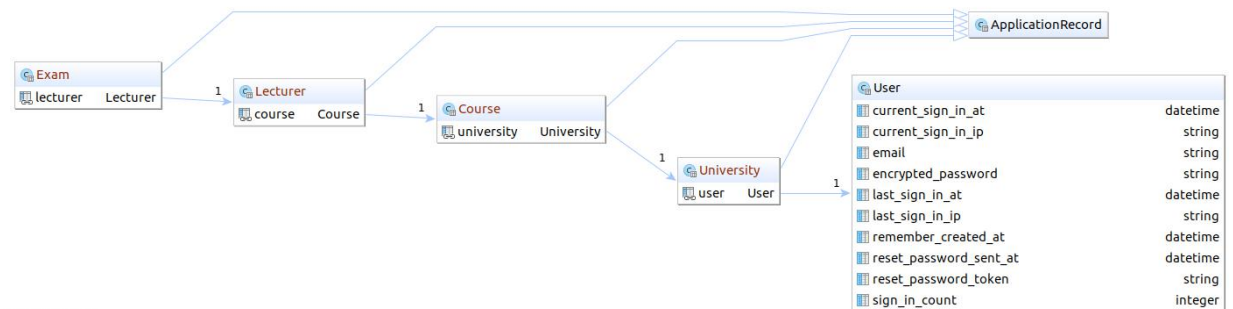 ApplicationRecord
Exam
lecturer Lecturer
1
Lecturer
course Course
1
Course
university University
1
University
user User
1
User
current_sign_in_at datetime
current_sign_in_ip string
email string
encrypted_password string
last_sign_in_at datetime
last_sign_in_ip string
remember_created_at datetime
reset_password_sent_at datetime
reset_password_token string
sign_in_count integer